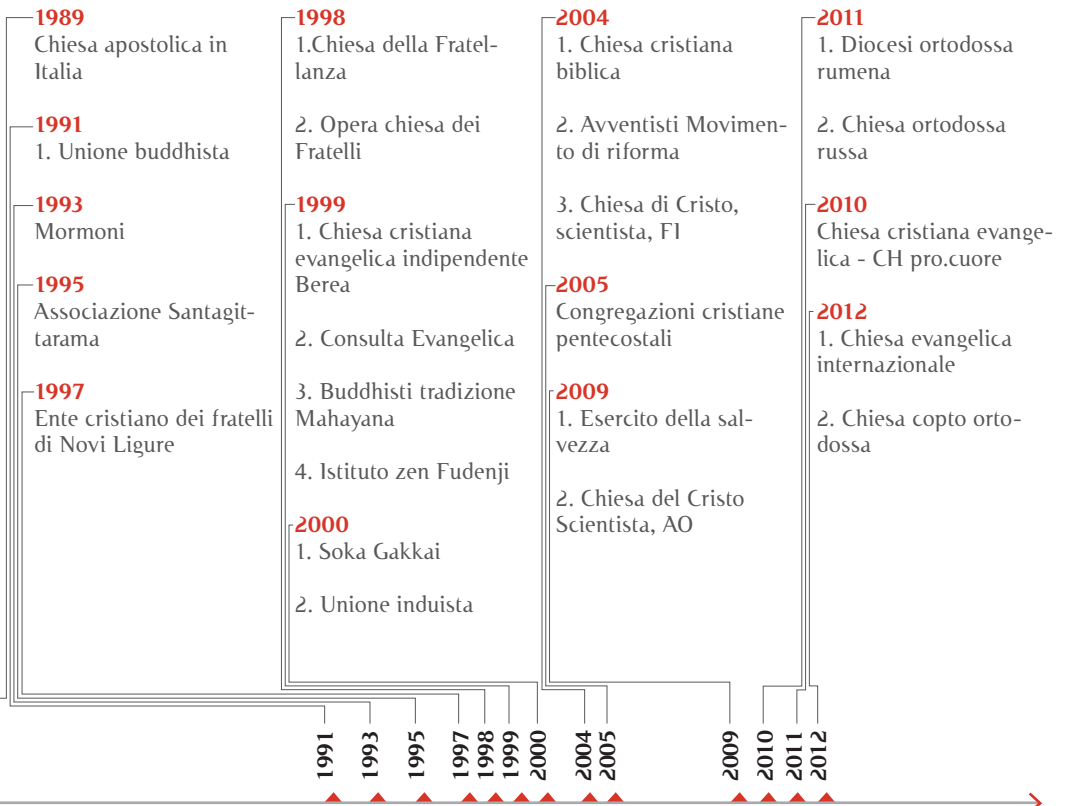 1989
Chiesa apostolica in
Italia
1991
1. Unione buddhista
1993
Mormoni
1995
Associazione Santagit-
tarama
1997
Ente cristiano dei fratelli
di Novi Ligure
1998
1.Chiesa della Fratel-
lanza
2. Opera chiesa dei
Fratelli
1999
1. Chiesa cristiana
evangelica indipendente
Berea
2. Consulta Evangelica
3. Buddhisti tradizione
Mahayana
4. Istituto zen Fudenji
2000
1. Soka Gakkai
2. Unione induista
2004
1. Chiesa cristiana
biblica
2. Avventisti Movimen-
to di riforma
3. Chiesa di Cristo,
scientista, FI
2005
Congregazioni cristiane
pentecostali
2009
1. Esercito della sal-
vezza
2. Chiesa del Cristo
Scientista, AO
2011
1. Diocesi ortodossa
rumena
2. Chiesa ortodossa
russa
2010
Chiesa cristiana evange-
lica - CH pro.cuore
2012
1. Chiesa evangelica
internazionale
2. Chiesa copto orto-
dossa
1991
1993
1995
1997
1998
1999
2000
2004
2005
2009
2010
2011
2012